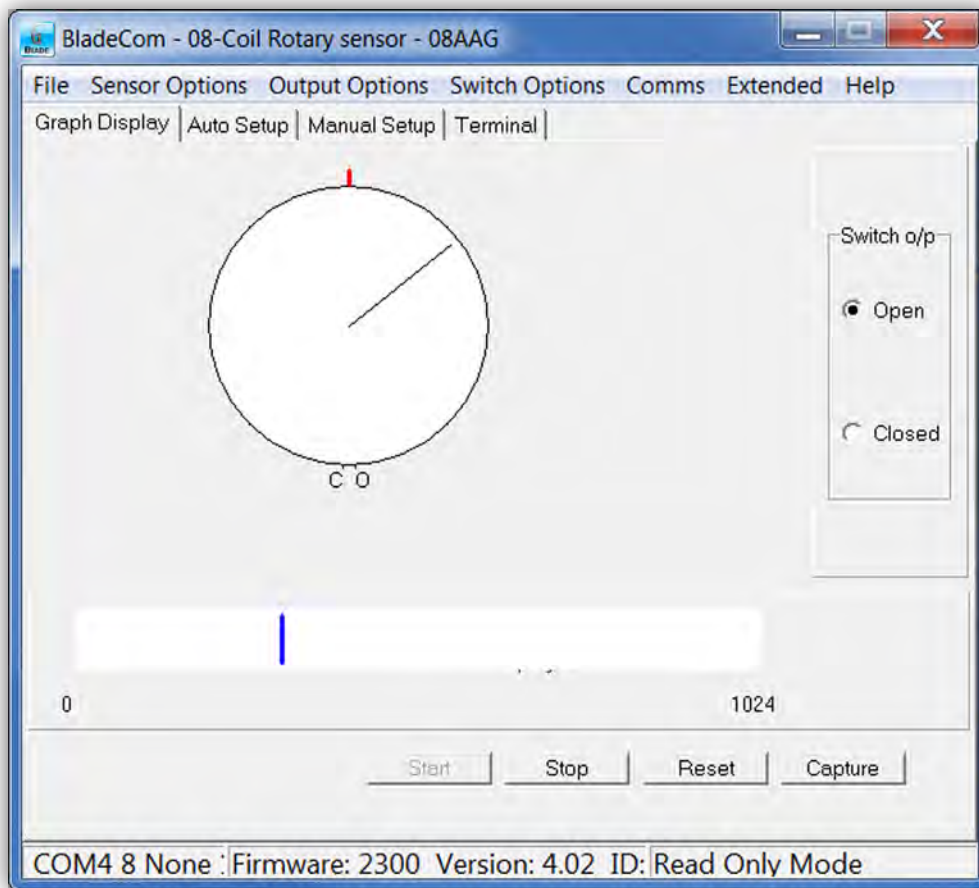 BladeCom - 08-Coil Rotary sensor - 08AAG
File Sensor Options Output Options Switch Options Comms Extended Help
Graph Display Auto Setup Manual Setup Terminal
Switch o/p
Open
Closed
C O
0 1024
Start Stop Reset Capture
COM4 8 None Firmware: 2300 Version: 4.02 ID: Read Only Mode